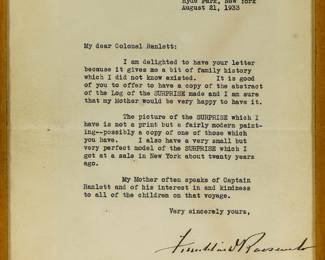 Hyde Park, New York
August 21, 1933
My dear Colonel Ranlett:
I am delighted to have your letter
because it gives me a bit of family history
which I did not know existed. It is good
of you to offer to have a copy of the abstract
of the Log of the SURPRISE made and I am sure
that my Mother would be very happy to have it.
The picture of the SURPRISE which I
have is not a print but a fairly modern paint-
ing--possibly a copy of one of those which
you have. I also have a very small but
very perfect model of the SURPRISE which I
got at a sale in New York about twenty years
ago.
My Mother often speaks of Captain
Ranlett and of his interest in and kindness
to all of the children on that voyage.
Very sincerely yours,
Franklin D Roosevelt